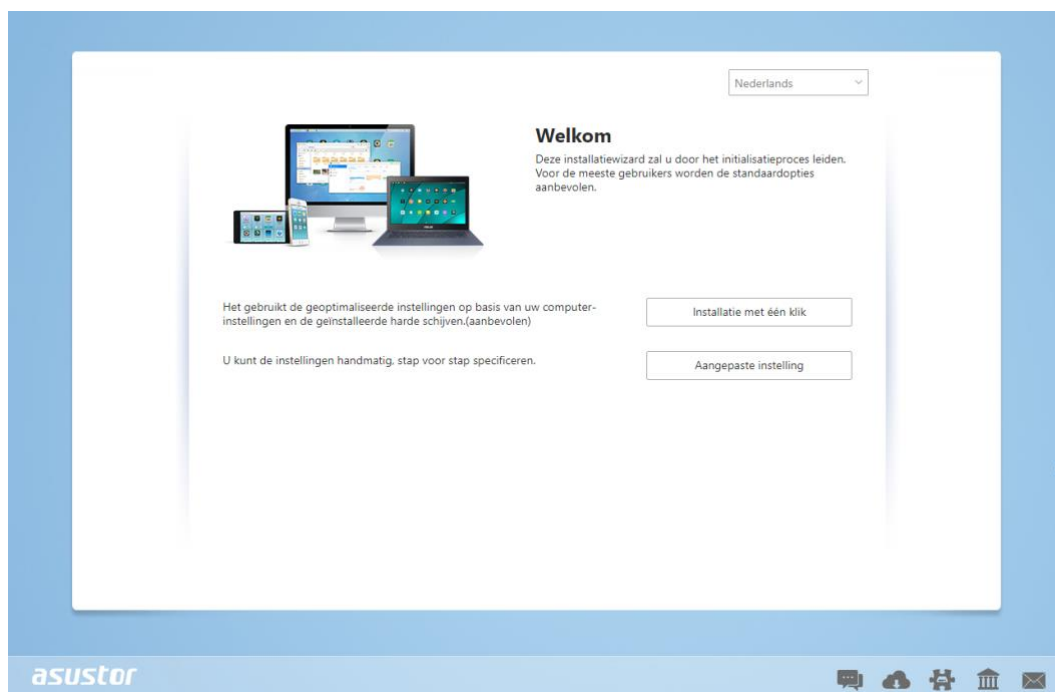 Nederlands
Welkom
Deze installatiewizard zal u door het initialisatieproces leiden.
Voor de meeste gebruikers worden de standaardopties
aanbevolen.
Het gebruikt de geoptimaliseerde instellingen op basis van uw computer-
instellingen en de geïnstalleerde harde schijven.(aanbevolen)
Installatie met één klik
U kunt de instellingen handmatig, stap voor stap specificeren.
Aangepaste instelling
asustor